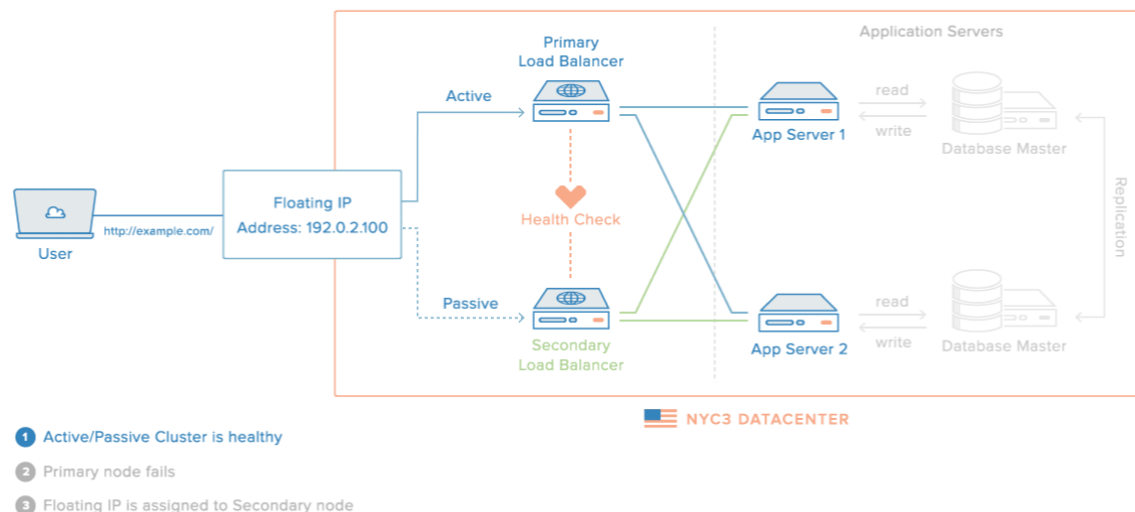 Application Servers
Primary
Load Balancer
Active
App Server 1
read
write
Database Master
Floating IP
Address: 192.0.2.100
http://example.com/
User
Health Check
Replication
Passive
Secondary
Load Balancer
App Server 2
read
write
Database Master
NYC3 DATACENTER
1 Active/Passive Cluster is healthy
2 Primary node fails
3 Floating IP is assigned to Secondary node